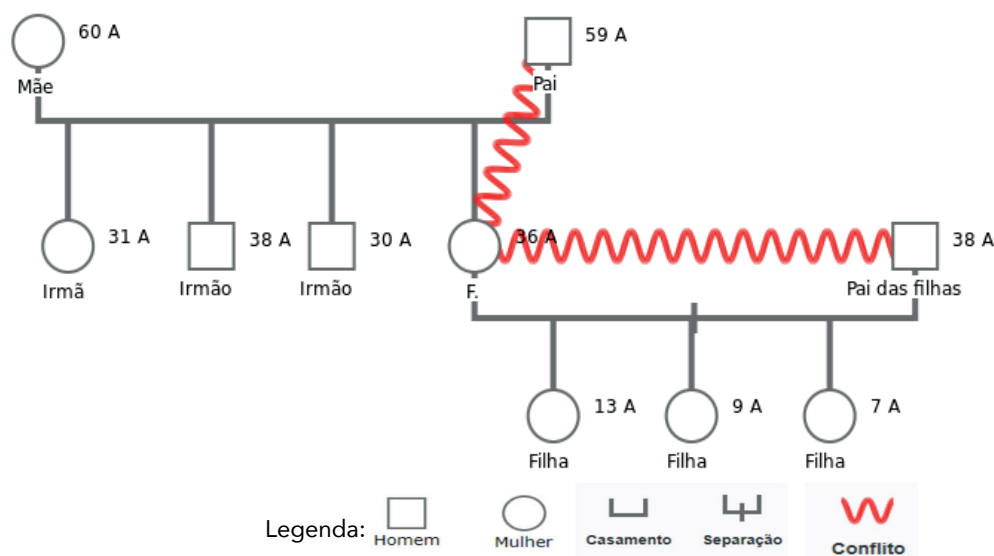 60 A
59 A
Mãe
Pai
31 A
38 A
30 A
36 A
38 A
Irmã
Irmão
Irmão
F.
Pai das filhas
13 A
9 A
7 A
Filha
Filha
Filha
Legenda:
Homem
Mulher
Casamento
Separação
Conflito